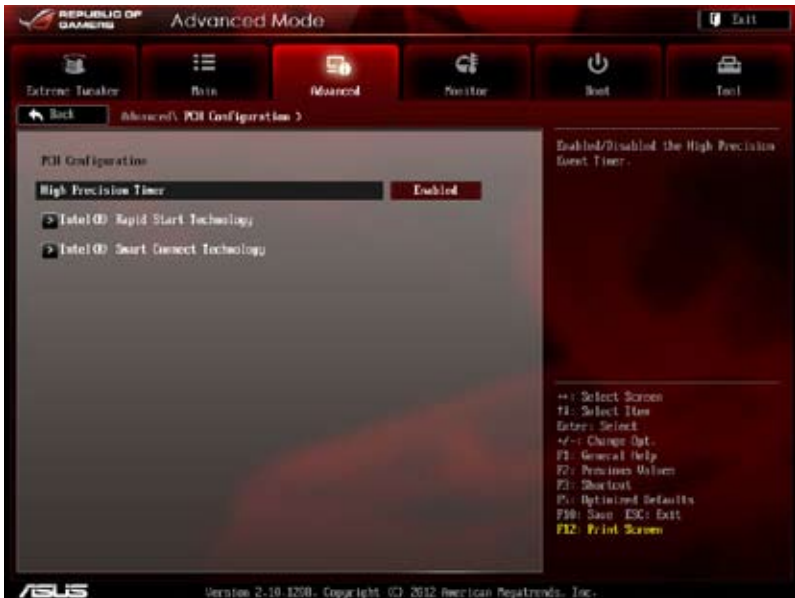 REPUBLIC OF
GAMERS
Advanced Mode
Exit
Extreme Tweaker
Main
Advanced
Monitor
Boot
Tool
Back
Advanced\ PCH Configuration >
PCH Configuration
High Precision Timer
Enabled
> Intel(R) Rapid Start Technology
> Intel(R) Smart Connect Technology
Enabled/Disabled the High Precision
Event Timer.
→←: Select Screen
↑↓: Select Item
Enter: Select
+/-: Change Opt.
F1: General Help
F2: Previous Values
F3: Shortcut
F5: Optimized Defaults
F10: Save ESC: Exit
F12: Print Screen
ASUS
Version 2.10.1208. Copyright (C) 2012 American Megatrends, Inc.